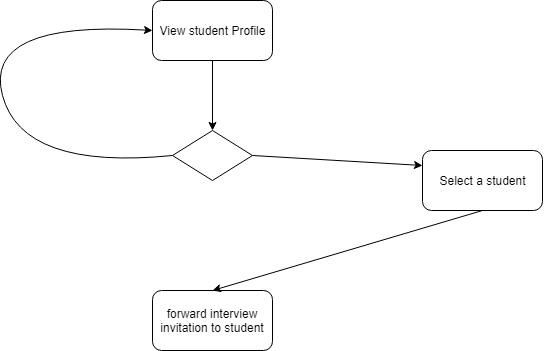 View student Profile
Select a student
forward interview
invitation to student